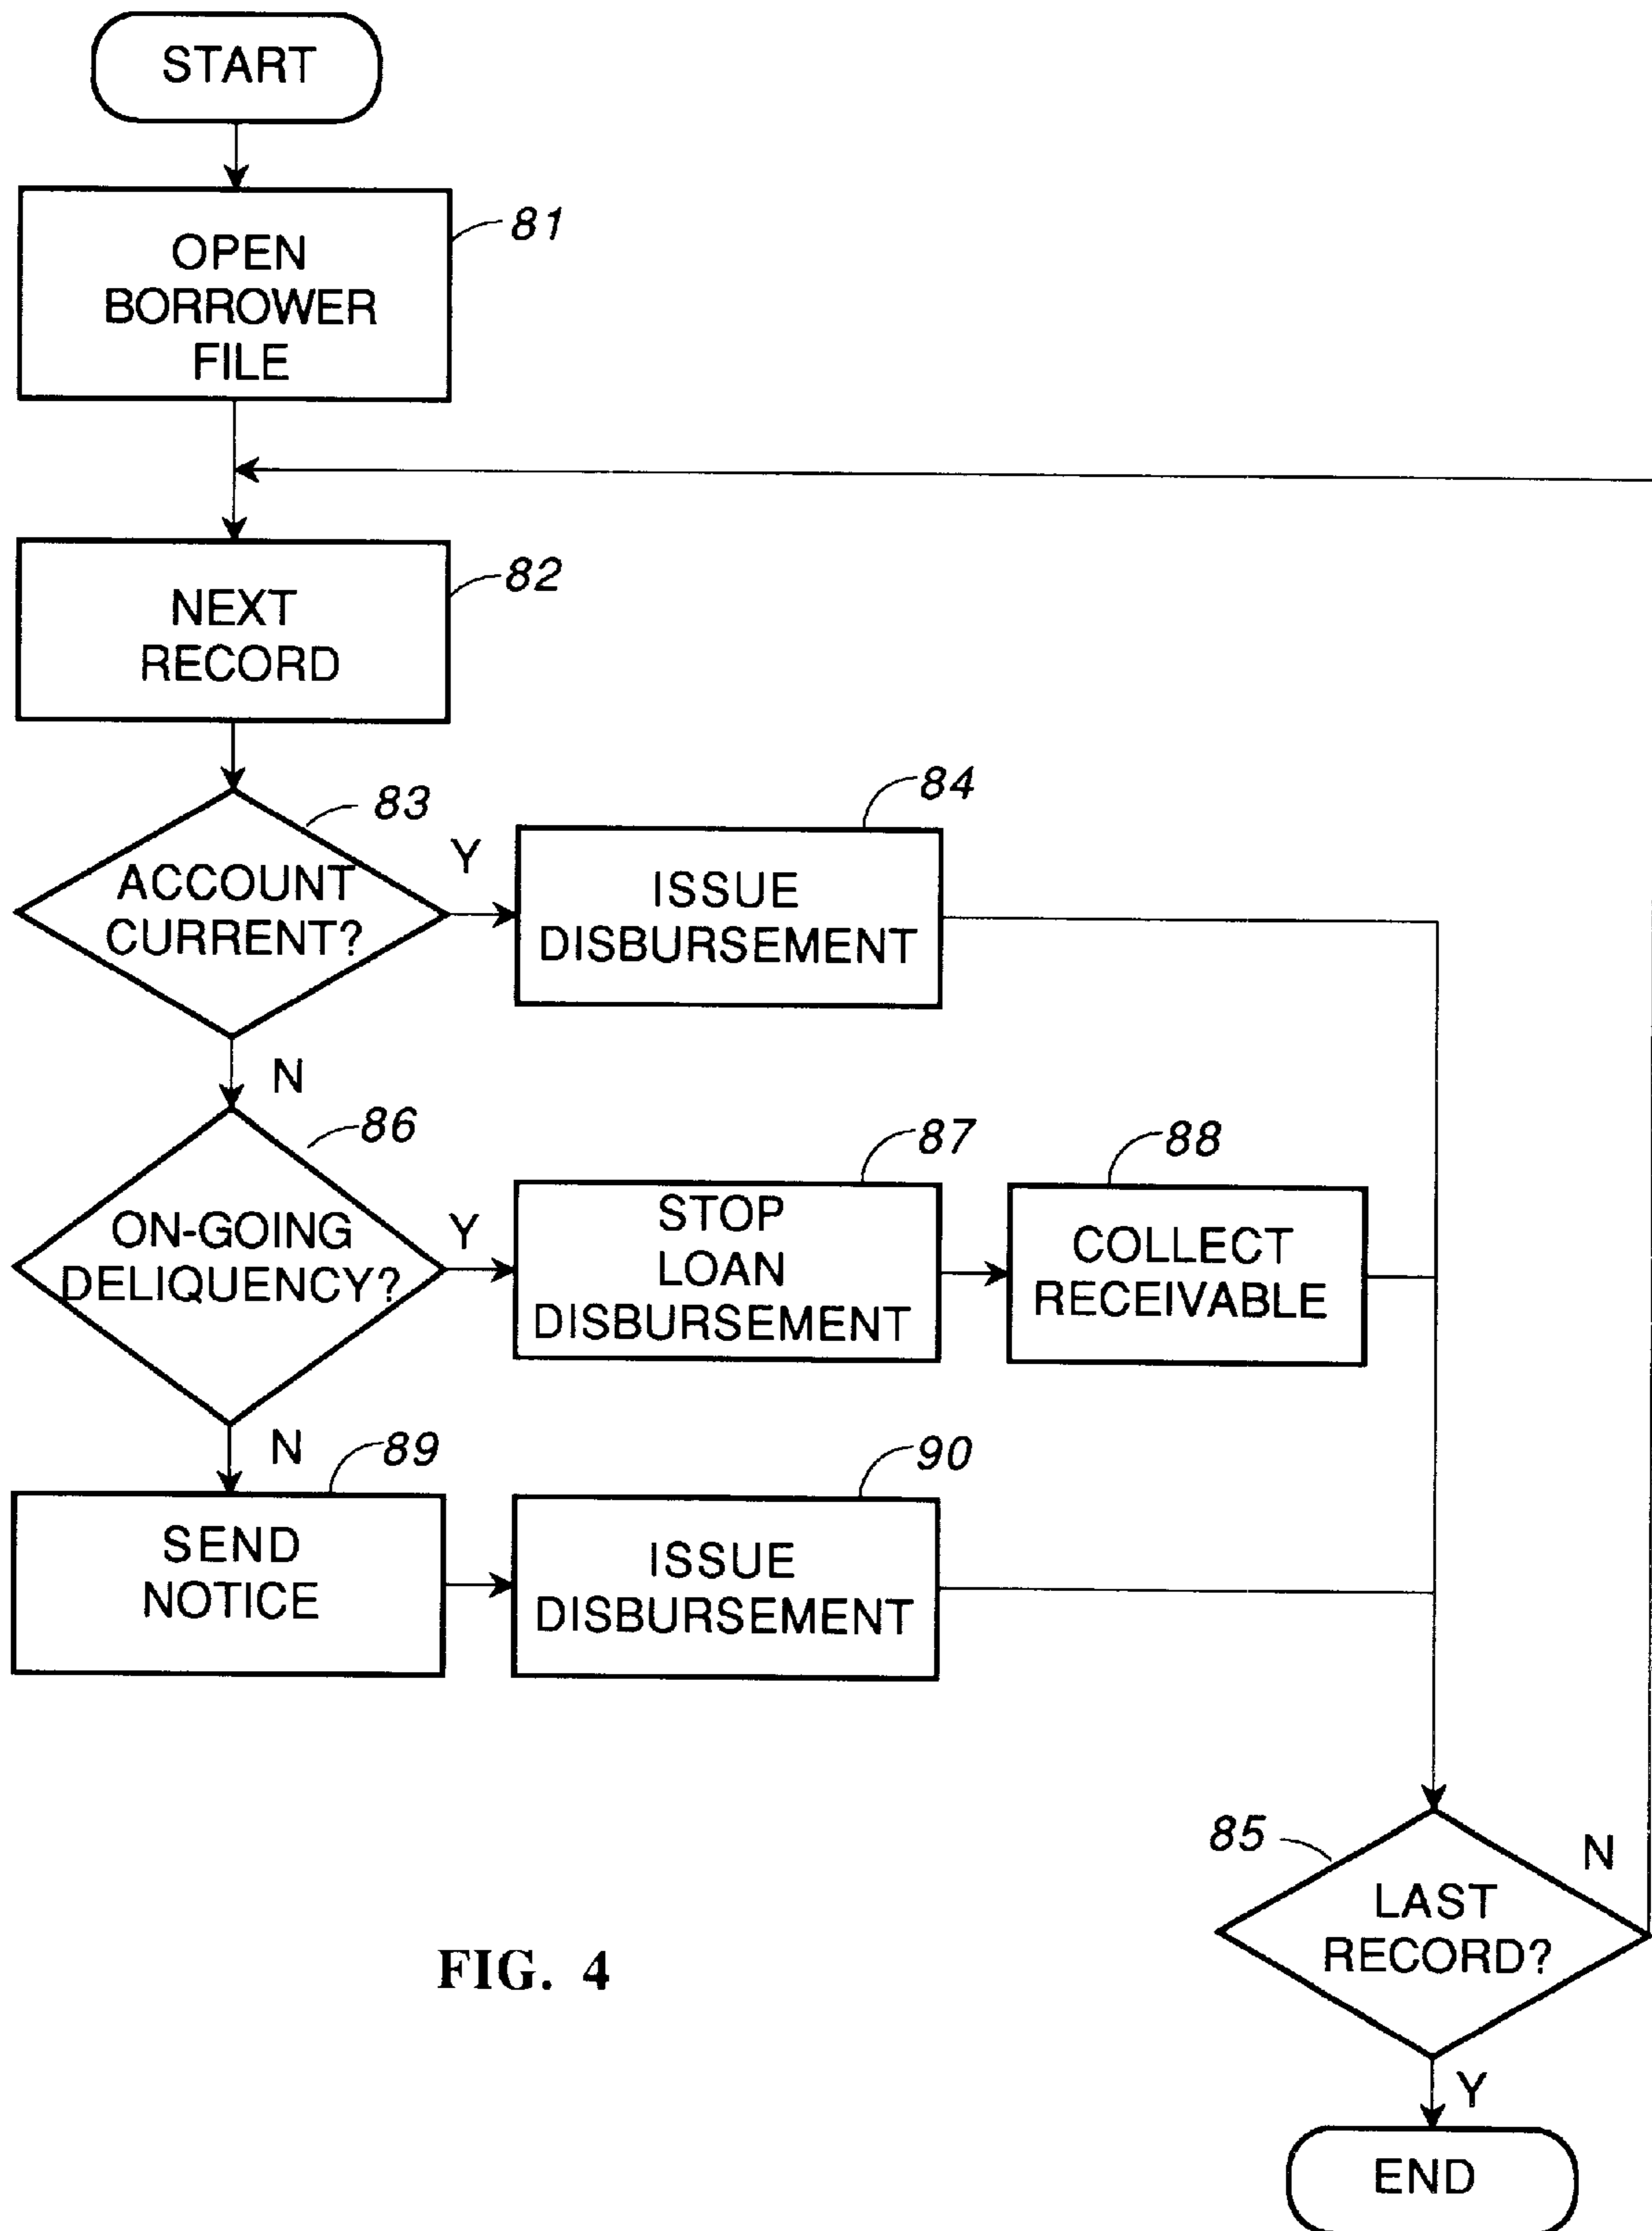 START
81
OPEN
BORROWER
FILE
82
NEXT
RECORD
83
ACCOUNT
CURRENT?
Y
84
ISSUE
DISBURSEMENT
N
86
ON-GOING
DELIQUENCY?
Y
87
STOP
LOAN
DISBURSEMENT
88
COLLECT
RECEIVABLE
N
89
SEND
NOTICE
90
ISSUE
DISBURSEMENT
85
LAST
RECORD?
N
Y
END
FIG. 4